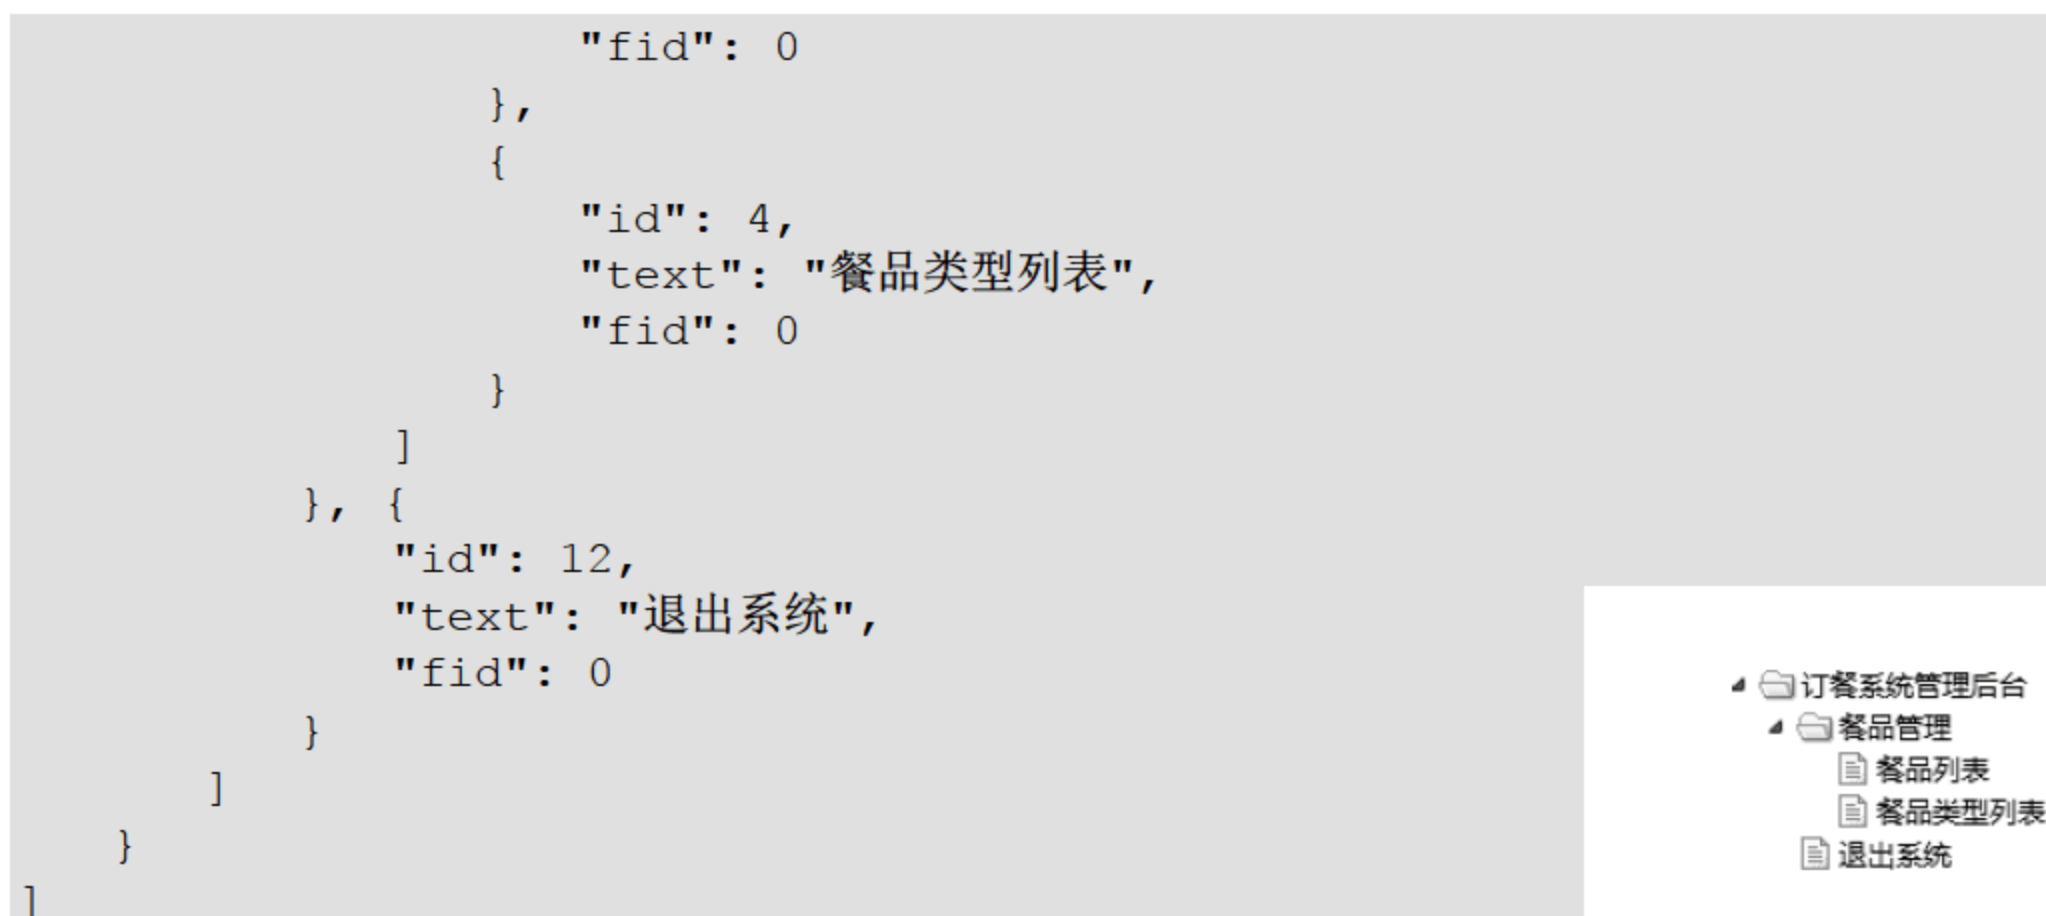 "fid": 0
},
{
"id": 4,
"text": "餐品类型列表",
"fid": 0
}
]
}, {
"id": 12,
"text": "退出系统",
"fid": 0
}
]
}
]
订餐系统管理后台
餐品管理
餐品列表
餐品类型列表
退出系统